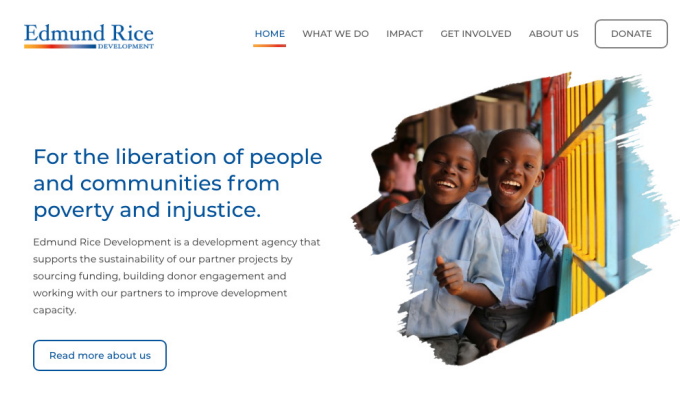 Edmund Rice
DEVELOPMENT
HOME
WHAT WE DO
IMPACT
GET INVOLVED
ABOUT US
DONATE
For the liberation of people
and communities from
poverty and injustice.
Edmund Rice Development is a development agency that
supports the sustainability of our partner projects by
sourcing funding, building donor engagement and
working with our partners to improve development
capacity.
Read more about us